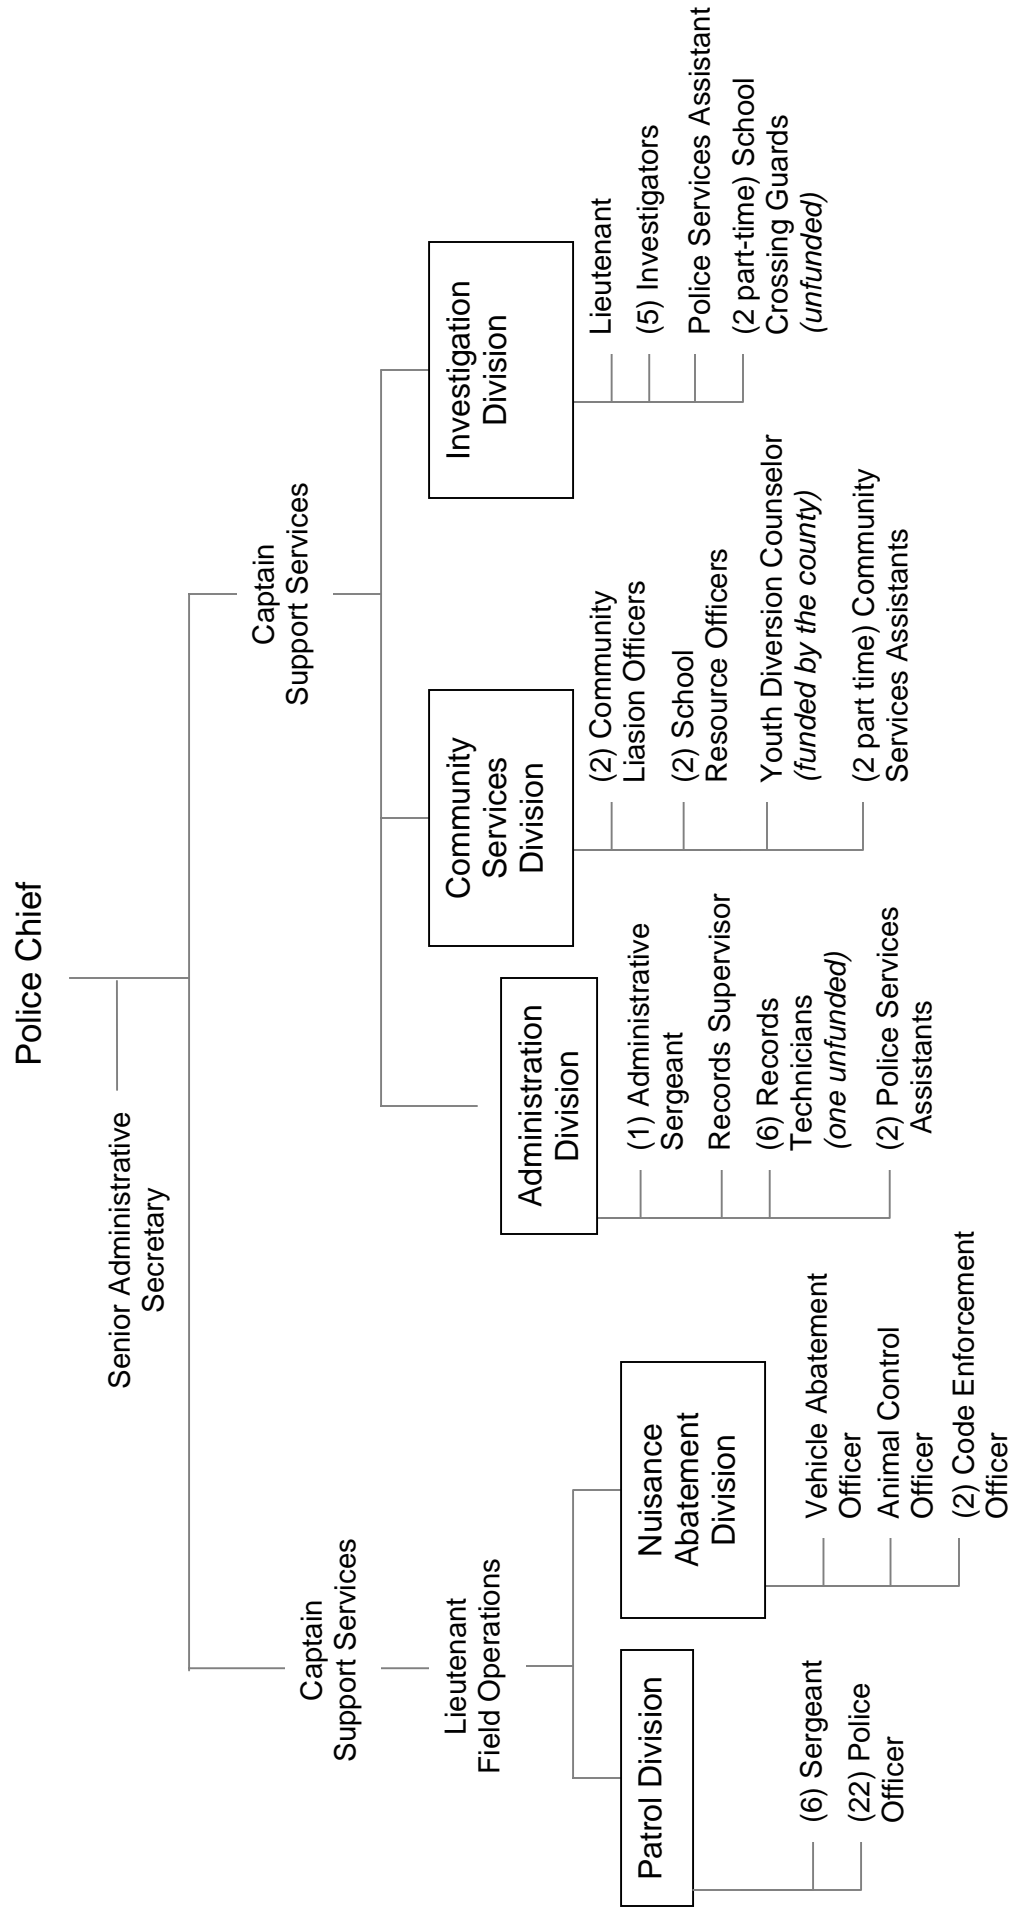 Police Chief
Senior Administrative
Secretary
Captain
Support Services
Lieutenant
Field Operations
Patrol Division
(6) Sergeant
(22) Police
Officer
Nuisance
Abatement
Division
Vehicle Abatement
Officer
Animal Control
Officer
(2) Code Enforcement
Officer
Captain
Support Services
Administration
Division
(1) Administrative
Sergeant
Records Supervisor
(6) Records
Technicians
(one unfunded)
(2) Police Services
Assistants
Community
Services
Division
(2) Community
Liasion Officers
(2) School
Resource Officers
Youth Diversion Counselor
(funded by the county)
(2 part time) Community
Services Assistants
Investigation
Division
Lieutenant
(5) Investigators
Police Services Assistant
(2 part-time) School
Crossing Guards
(unfunded)